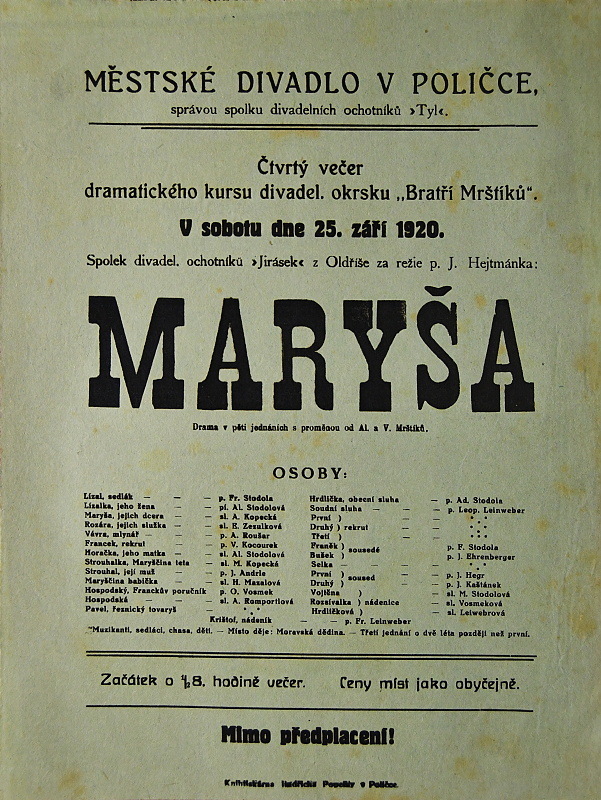 MĚSTSKÉ DIVADLO V POLIČCE,
správou spolku divadelních ochotníků ›Tyl‹.
Čtvrtý večer
dramatického kursu divadel. okrsku ,,Bratří Mrštíků“.
V sobotu dne 25. září 1920.
Spolek divadel. ochotníků ›Jirásek‹ z Oldříše za režie p. J. Hejtmánka:
MARYŠA
Drama v pěti jednáních s proměnou od Al. a V. Mrštíků.
OSOBY:
Lízal, sedlák — — — p. Fr. Stodola
Lízalka, jeho žena — — pí. Al. Stodolová
Maryša, jejich dcera — — sl. A. Kopecká
Rozára, jejich služka — — sl. E. Zezulková
Vávra, mlynář — — — p. A. Roušar
Francek, rekrut — — p. V. Kocourek
Horačka, jeho matka — — sl. Al. Stodolová
Strouhalka, Maryščina teta — sl. M. Kopecká
Strouhal, její muž — — p. J. Andrle
Maryščina babička — — sl. H. Masalová
Hospodský, Franckův poručník p. O. Vosmek
Hospodská — — — sl. A. Romportlová
Pavel, řeznický tovaryš — * * *
Hrdlička, obecní sluha — — p. Ad. Stodola
Soudní sluha — — — p. Leop. Leinweber
První ) * * *
Druhý ) rekrut — — * * *
Třetí ) * * *
Franěk ) sousedé p. F. Stodola
Bušek ) p. J. Ehrenberger
Selka — — — — * * *
První ) soused — — p. J. Hegr
Druhý ) p. J. Kaštánek
Vojtěna ) sl. M. Stodolová
Rozsívalka ) nádenice — sl. Vosmeková
Hrdličková ) sl. Leiwebrová
Krištof, nádeník — — p. Fr. Leinweber
Muzikanti, sedláci, chasa, děti. — Místo děje: Moravská dědina. — Třetí jednání o dvě léta později než první.
Začátek o ½8. hodině večer. Ceny míst jako obyčejně.
Mimo předplacení!
Knihtiskárna Popelky v Poličce.